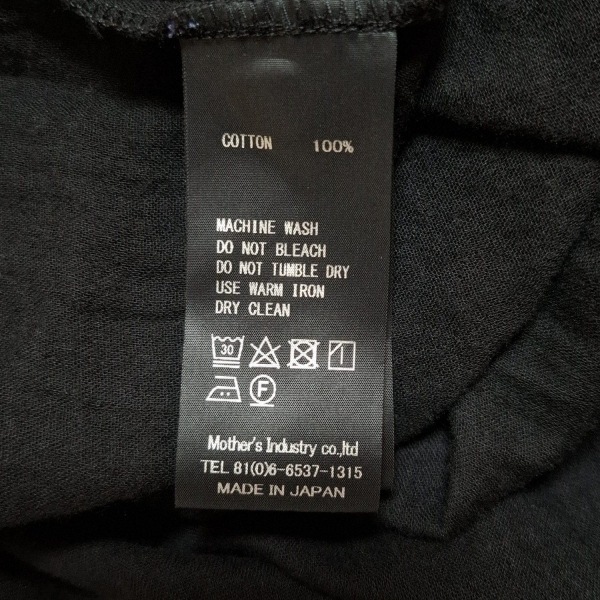 COTTON 100%
MACHINE WASH
DO NOT BLEACH
DO NOT TUMBLE DRY
USE WARM IRON
DRY CLEAN
30
F
Mother's Industry co.,ltd
TEL 81(0)6-6537-1315
MADE IN JAPAN